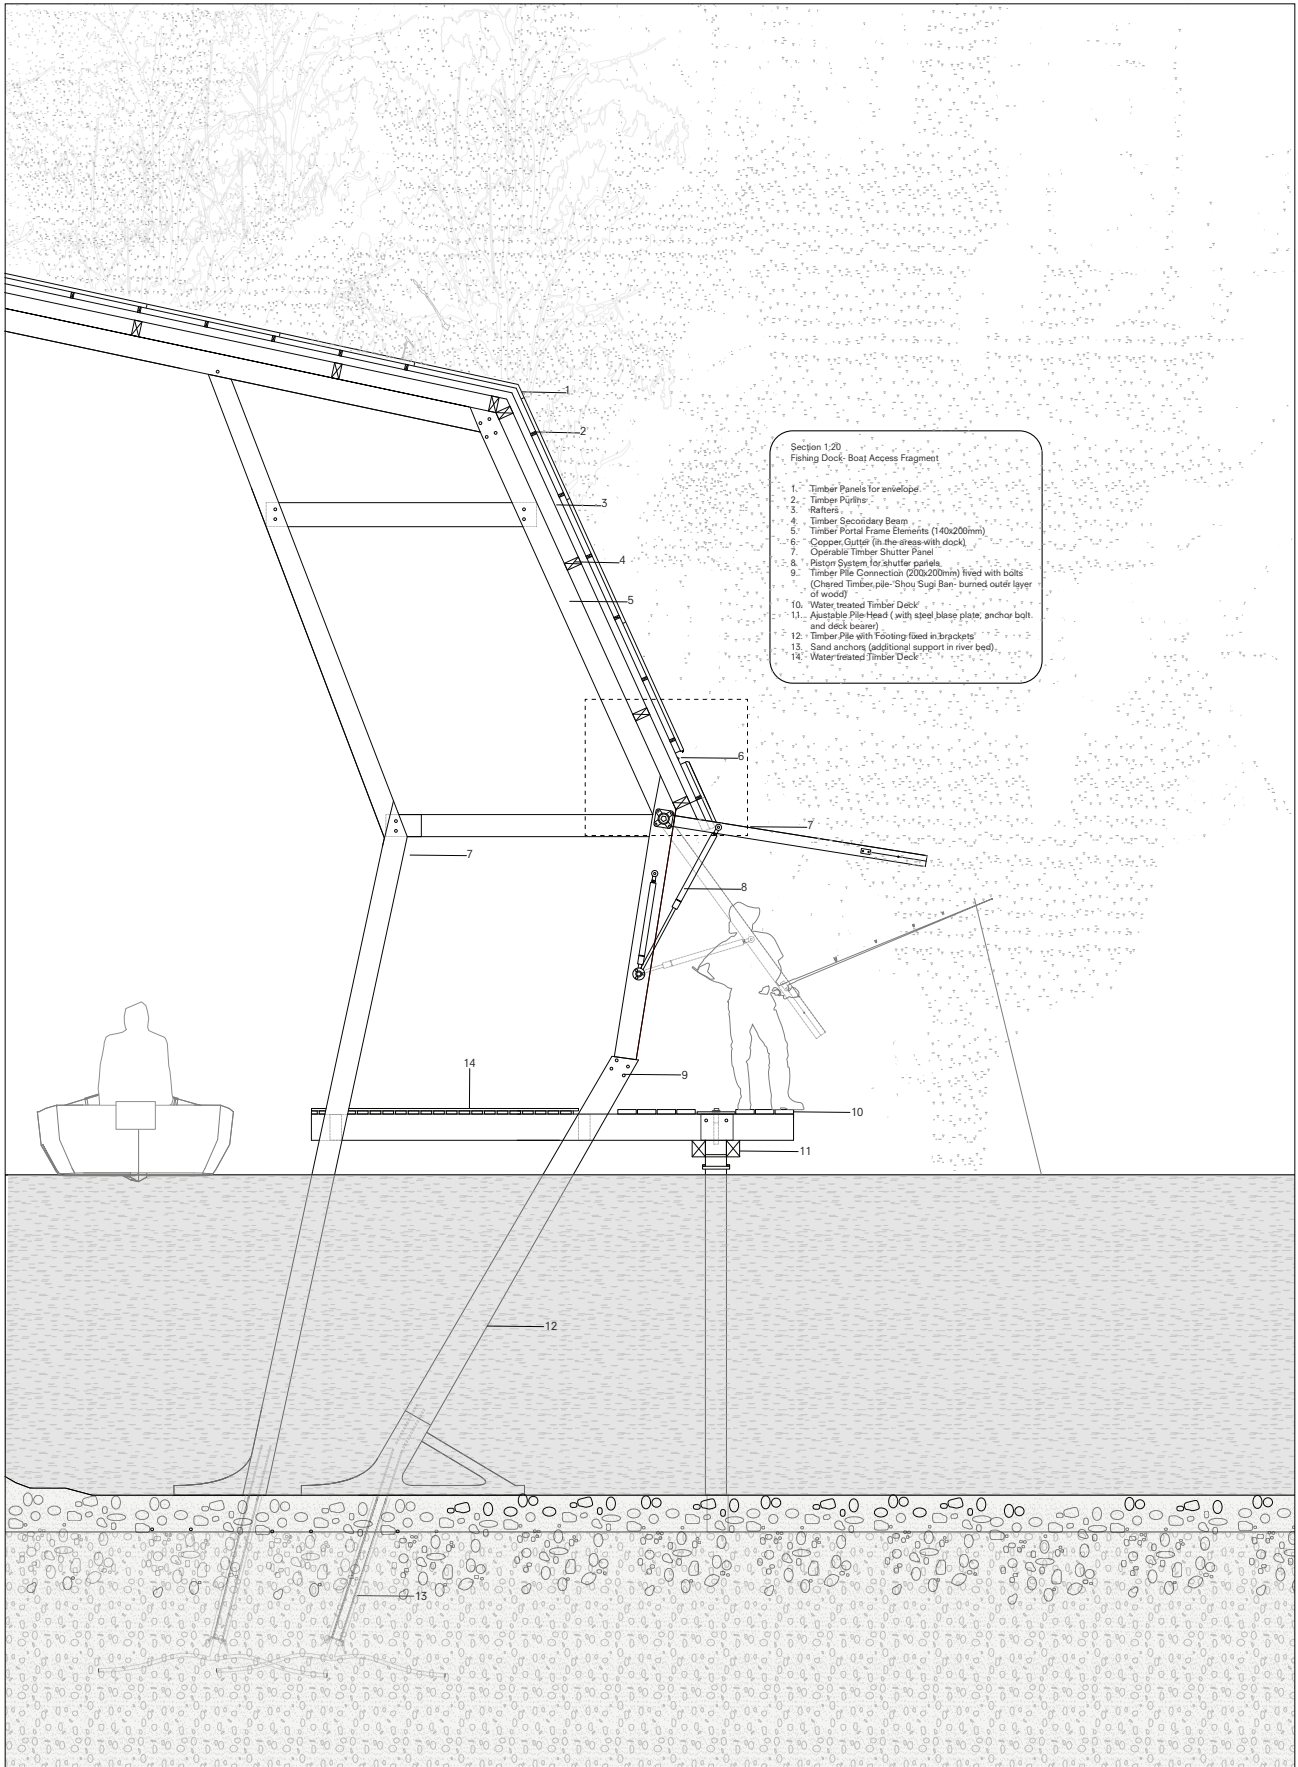 1
2
3
4
5
Section 1:20
Fishing Dock- Boat Access Fragment
1. Timber Panels for envelope
2. Timber Purlins
3. Rafters
4. Timber Secondary Beam
5. Timber Portal Frame Elements (140x200mm)
6. Copper Gutter (in the areas with dock)
7. Operable Timber Shutter Panel
8. Piston System for shutter panels
9. Timber Pile Connection (200x200mm) fived with bolts
(Chared Timber pile- Shou Sugi Ban- burned outer layer
of wood)
10. Water treated Timber Deck
11. Ajustable Pile Head ( with steel blase plate, anchor bolt
and deck bearer)
12. Timber Pile with Footing fixed in brackets
13. Sand anchors (additional support in river bed)
14. Water treated Timber Deck
6
7
7
8
14
9
10
11
12
13